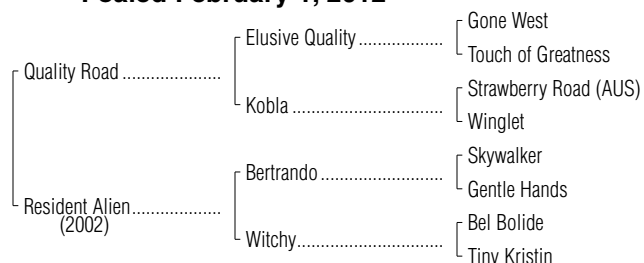 Foaled February , 2012
Gone West
Elusive Quality
Touch of Greatness
Quality Road
Strawberry Road (AUS)
Kobla
Winglet
Skywalker
Bertrando
Gentle Hands
Resident Alien
(2002)
Bel Bolide
Witchy
Tiny Kristin